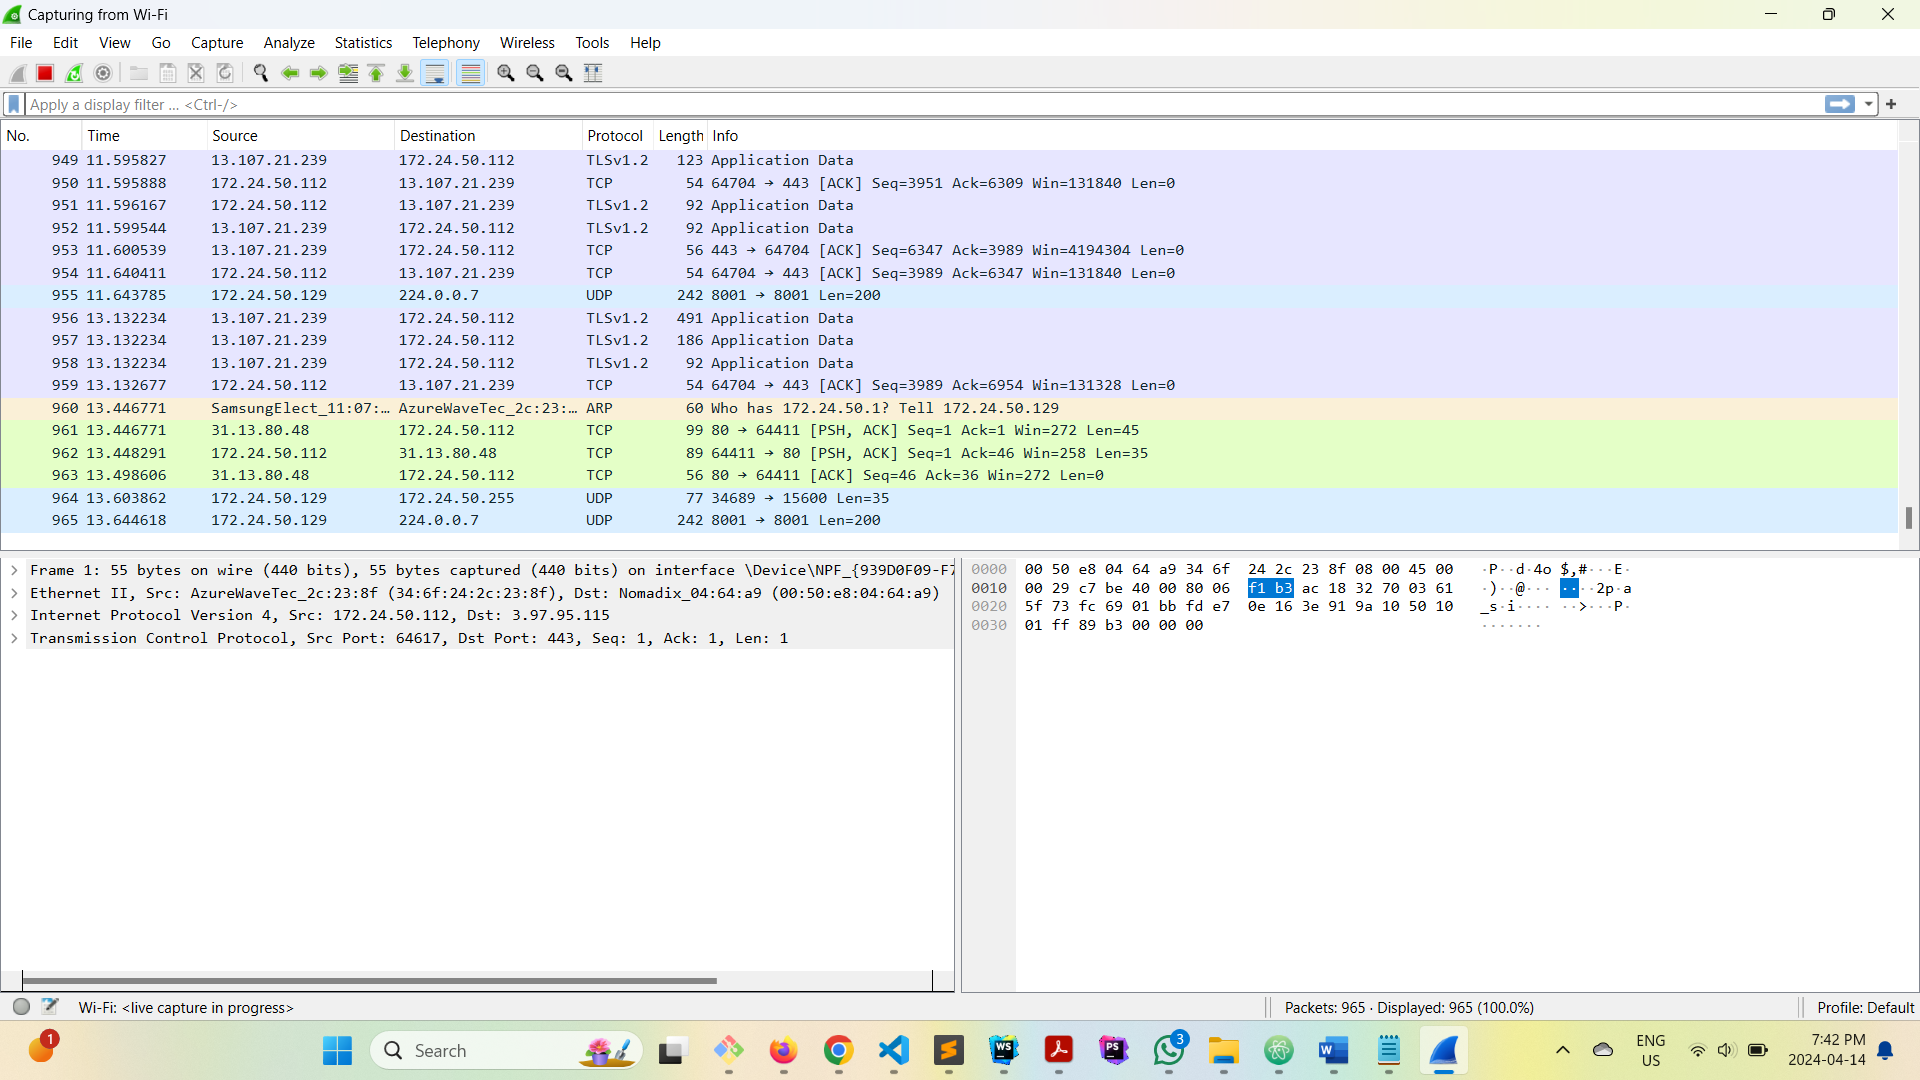 Capturing from Wi-Fi
File Edit View Go Capture Analyze Statistics Telephony Wireless Tools Help
Apply a display filter … <Ctrl-/>
No. Time Source Destination Protocol Length Info
949 11.595827 13.107.21.239 172.24.50.112 TLSv1.2 123 Application Data
950 11.595888 172.24.50.112 13.107.21.239 TCP 54 64704 → 443 [ACK] Seq=3951 Ack=6309 Win=131840 Len=0
951 11.596167 172.24.50.112 13.107.21.239 TLSv1.2 92 Application Data
952 11.599544 13.107.21.239 172.24.50.112 TLSv1.2 92 Application Data
953 11.600539 13.107.21.239 172.24.50.112 TCP 56 443 → 64704 [ACK] Seq=6347 Ack=3989 Win=4194304 Len=0
954 11.640411 172.24.50.112 13.107.21.239 TCP 54 64704 → 443 [ACK] Seq=3989 Ack=6347 Win=131840 Len=0
955 11.643785 172.24.50.129 224.0.0.7 UDP 242 8001 → 8001 Len=200
956 13.132234 13.107.21.239 172.24.50.112 TLSv1.2 491 Application Data
957 13.132234 13.107.21.239 172.24.50.112 TLSv1.2 186 Application Data
958 13.132234 13.107.21.239 172.24.50.112 TLSv1.2 92 Application Data
959 13.132677 172.24.50.112 13.107.21.239 TCP 54 64704 → 443 [ACK] Seq=3989 Ack=6954 Win=131328 Len=0
960 13.446771 SamsungElect_11:07:… AzureWaveTec_2c:23:… ARP 60 Who has 172.24.50.1? Tell 172.24.50.129
961 13.446771 31.13.80.48 172.24.50.112 TCP 99 80 → 64411 [PSH, ACK] Seq=1 Ack=1 Win=272 Len=45
962 13.448291 172.24.50.112 31.13.80.48 TCP 89 64411 → 80 [PSH, ACK] Seq=1 Ack=46 Win=258 Len=35
963 13.498606 31.13.80.48 172.24.50.112 TCP 56 80 → 64411 [ACK] Seq=46 Ack=36 Win=272 Len=0
964 13.603862 172.24.50.129 172.24.50.255 UDP 77 34689 → 15600 Len=35
965 13.644618 172.24.50.129 224.0.0.7 UDP 242 8001 → 8001 Len=200
Frame 1: 55 bytes on wire (440 bits), 55 bytes captured (440 bits) on interface \Device\NPF_{939D0F09-F7
Ethernet II, Src: AzureWaveTec_2c:23:8f (34:6f:24:2c:23:8f), Dst: Nomadix_04:64:a9 (00:50:e8:04:64:a9)
Internet Protocol Version 4, Src: 172.24.50.112, Dst: 3.97.95.115
Transmission Control Protocol, Src Port: 64617, Dst Port: 443, Seq: 1, Ack: 1, Len: 1
0000 00 50 e8 04 64 a9 34 6f 24 2c 23 8f 08 00 45 00 ·P··d·4o $,#···E·
0010 00 29 c7 be 40 00 80 06 f1 b3 ac 18 32 70 03 61 ·)··@··· ····2p·a
0020 5f 73 fc 69 01 bb fd e7 0e 16 3e 91 9a 10 50 10 _s·i···· ··>···P·
0030 01 ff 89 b3 00 00 00 ·······
Wi-Fi: <live capture in progress>
Packets: 965 · Displayed: 965 (100.0%)
Profile: Default
1
Search
WS
PS
3
W
ENG
US
7:42 PM
2024-04-14